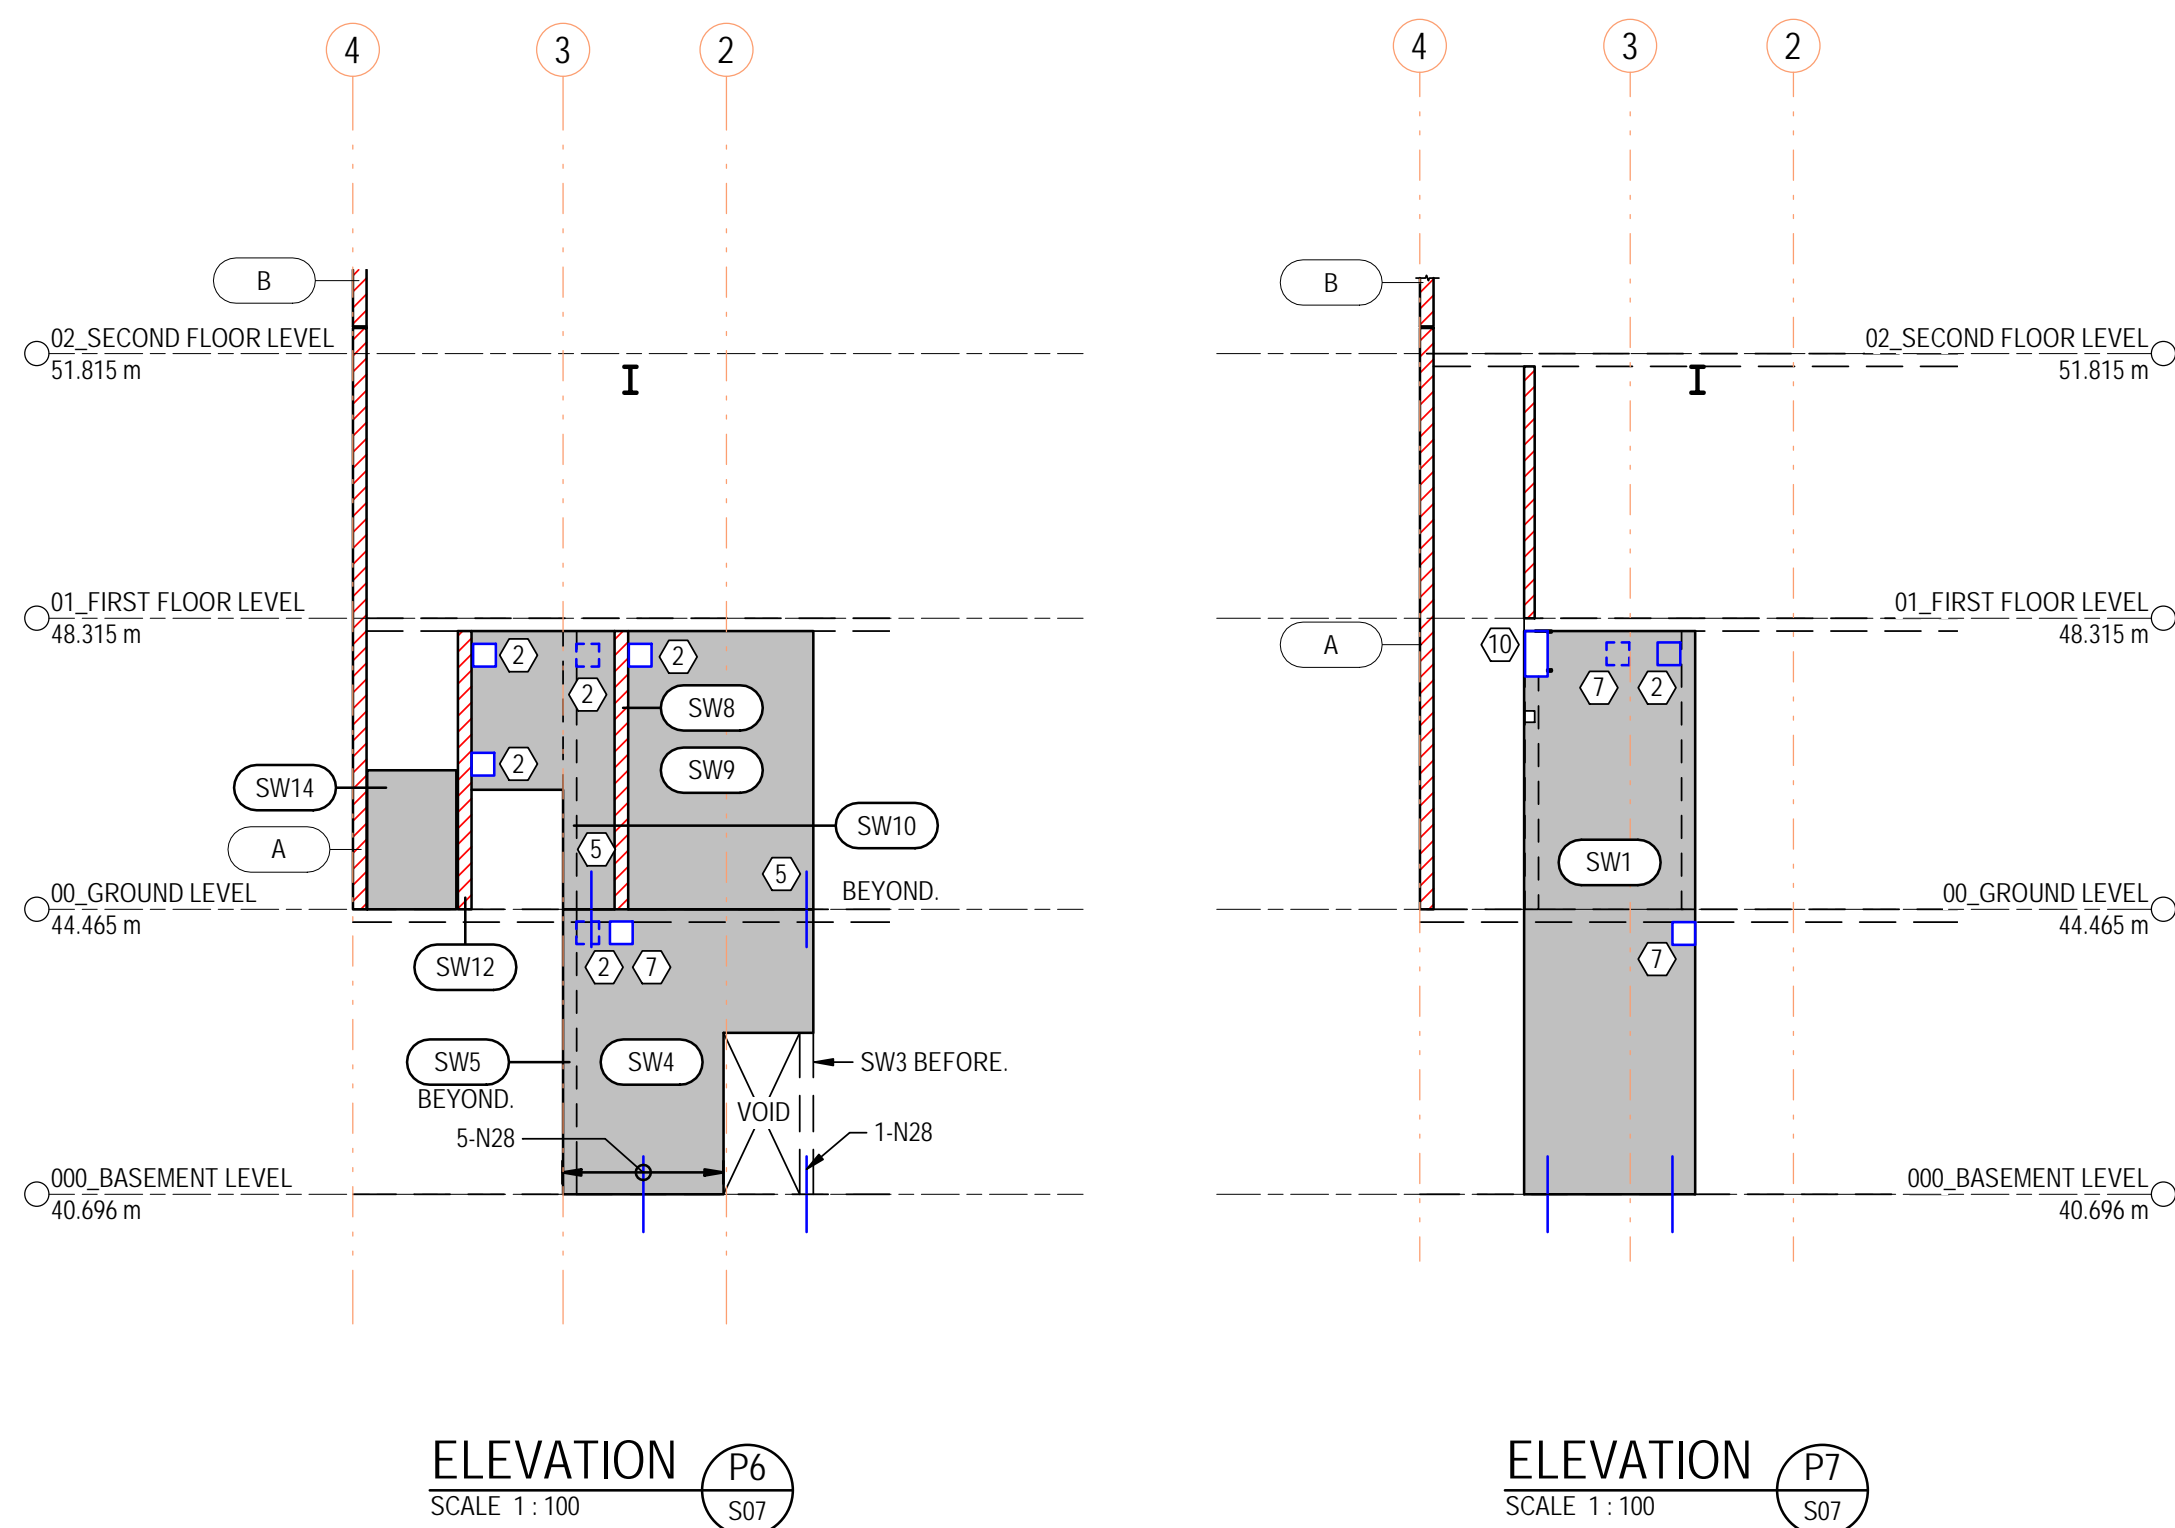 4
3
2
B
02_SECOND FLOOR LEVEL
51.815 m
01_FIRST FLOOR LEVEL
48.315 m
2
2
2
SW8
2
SW9
SW14
SW10
A
5
5
00_GROUND LEVEL
BEYOND.
44.465 m
SW12
2
7
SW5
SW4
SW3 BEFORE.
BEYOND.
VOID
5-N28
1-N28
000_BASEMENT LEVEL
40.696 m
ELEVATION
P6
SCALE 1 : 100
S07
4
3
2
B
02_SECOND FLOOR LEVEL
51.815 m
01_FIRST FLOOR LEVEL
48.315 m
A
10
7
2
SW1
00_GROUND LEVEL
44.465 m
7
000_BASEMENT LEVEL
40.696 m
ELEVATION
P7
SCALE 1 : 100
S07